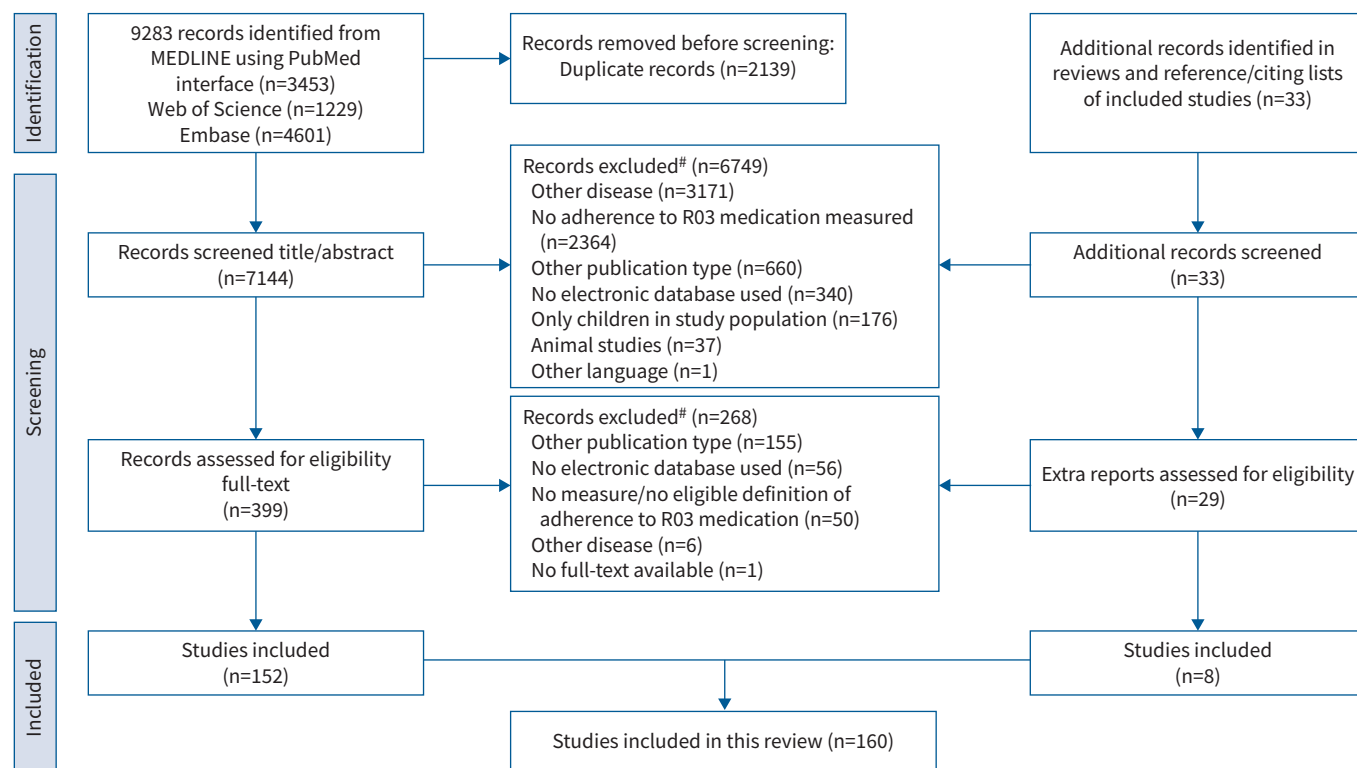 Identification
9283 records identified from
MEDLINE using PubMed
interface (n=3453)
Web of Science (n=1229)
Embase (n=4601)
Records removed before screening:
Duplicate records (n=2139)
Additional records identified in
reviews and reference/citing lists
of included studies (n=33)
Screening
Records screened title/abstract
(n=7144)
Records excluded# (n=6749)
Other disease (n=3171)
No adherence to R03 medication measured
(n=2364)
Other publication type (n=660)
No electronic database used (n=340)
Only children in study population (n=176)
Animal studies (n=37)
Other language (n=1)
Additional records screened
(n=33)
Records assessed for eligibility
full-text
(n=399)
Records excluded# (n=268)
Other publication type (n=155)
No electronic database used (n=56)
No measure/no eligible definition of
adherence to R03 medication (n=50)
Other disease (n=6)
No full-text available (n=1)
Extra reports assessed for eligibility
(n=29)
Included
Studies included
(n=152)
Studies included
(n=8)
Studies included in this review (n=160)